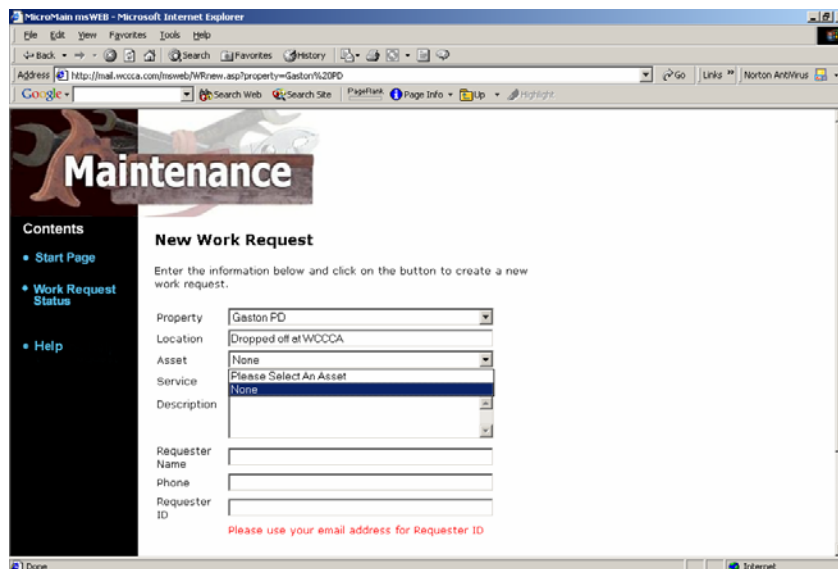 MicroMain msWEB - Microsoft Internet Explorer
File Edit View Favorites Tools Help
Back Search Favorites History
Address http://mail.wccca.com/msweb/WRnew.asp?property=Gaston%20PD Go Links » Norton AntiVirus
Google Search Web Search Site PageRank Page Info Up Highlight
Maintenance
Contents
Start Page
Work Request
Status
Help
New Work Request
Enter the information below and click on the button to create a new
work request.
Property Gaston PD
Location Dropped off at WCCCA
Asset None
Please Select An Asset
Service
None
Description
Requester
Name
Phone
Requester
ID
Please use your email address for Requester ID
Done Internet